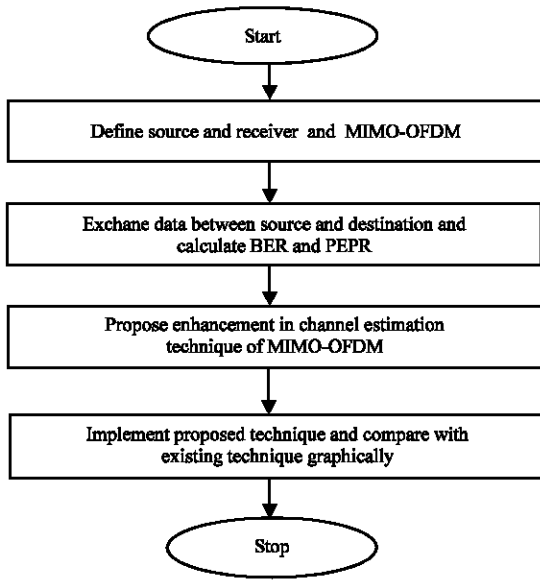 Start
Define source and receiver and MIMO-OFDM
Exchane data between source and destination and
calculate BER and PEPR
Propose enhancement in channel estimation
technique of MIMO-OFDM
Implement proposed technique and compare with
existing technique graphically
Stop